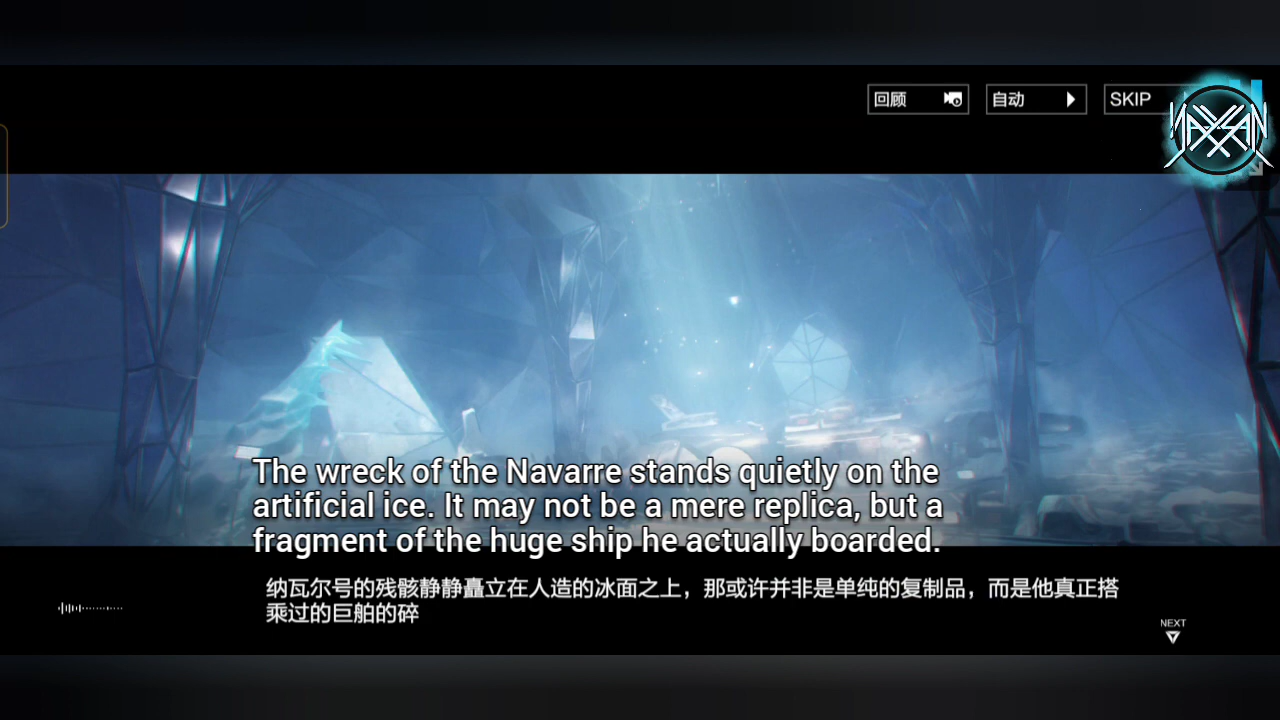 回顾
自动
SKIP
NAYSAN
The wreck of the Navarre stands quietly on the
artificial ice. It may not be a mere replica, but a
fragment of the huge ship he actually boarded.
纳瓦尔号的残骸静静矗立在人造的冰面之上，那或许并非是单纯的复制品，而是他真正搭
乘过的巨舶的碎
NEXT